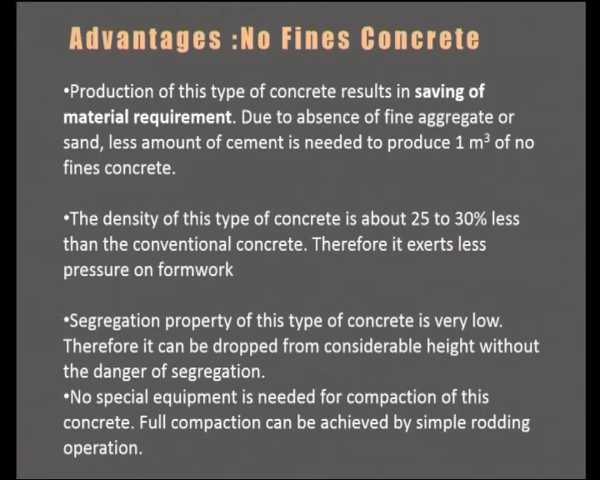 Advantages :No Fines Concrete
•Production of this type of concrete results in saving of
material requirement. Due to absence of fine aggregate or
sand, less amount of cement is needed to produce 1 m³ of no
fines concrete.
•The density of this type of concrete is about 25 to 30% less
than the conventional concrete. Therefore it exerts less
pressure on formwork
•Segregation property of this type of concrete is very low.
Therefore it can be dropped from considerable height without
the danger of segregation.
•No special equipment is needed for compaction of this
concrete. Full compaction can be achieved by simple rodding
operation.